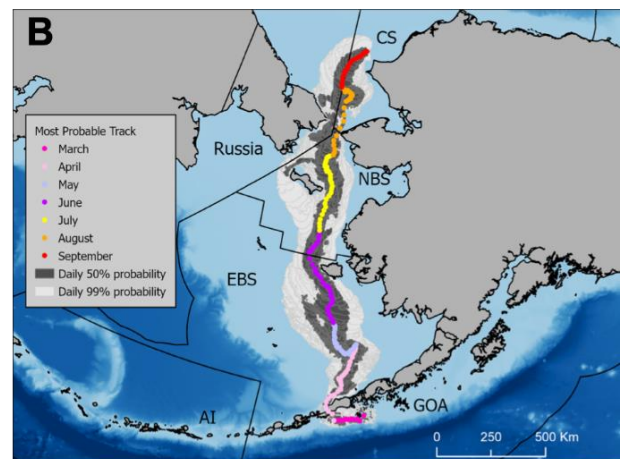 B
CS
Most Probable Track
March
April
May
June
July
August
September
Daily 50% probability
Daily 99% probability
Russia
NBS
EBS
AI
GOA
0 250 500 Km